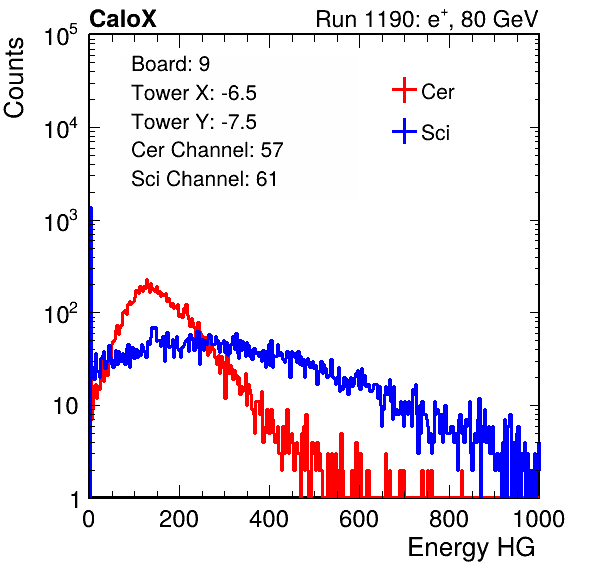 CaloX Run 1190: e⁺, 80 GeV
Counts
Board: 9
Tower X: -6.5
Tower Y: -7.5
Cer Channel: 57
Sci Channel: 61
Cer
Sci
10⁵
10⁴
10³
10²
10
1
0 200 400 600 800 1000
Energy HG